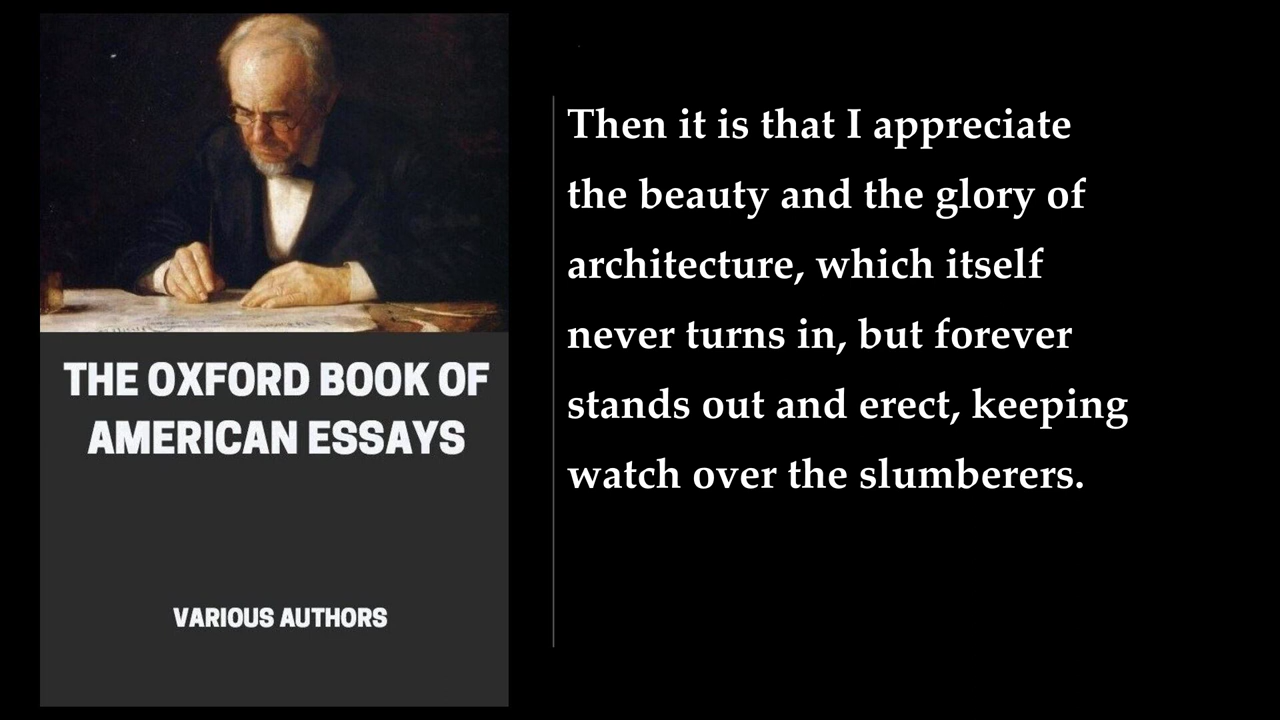 THE OXFORD BOOK OF
AMERICAN ESSAYS
VARIOUS AUTHORS
Then it is that I appreciate
the beauty and the glory of
architecture, which itself
never turns in, but forever
stands out and erect, keeping
watch over the slumberers.